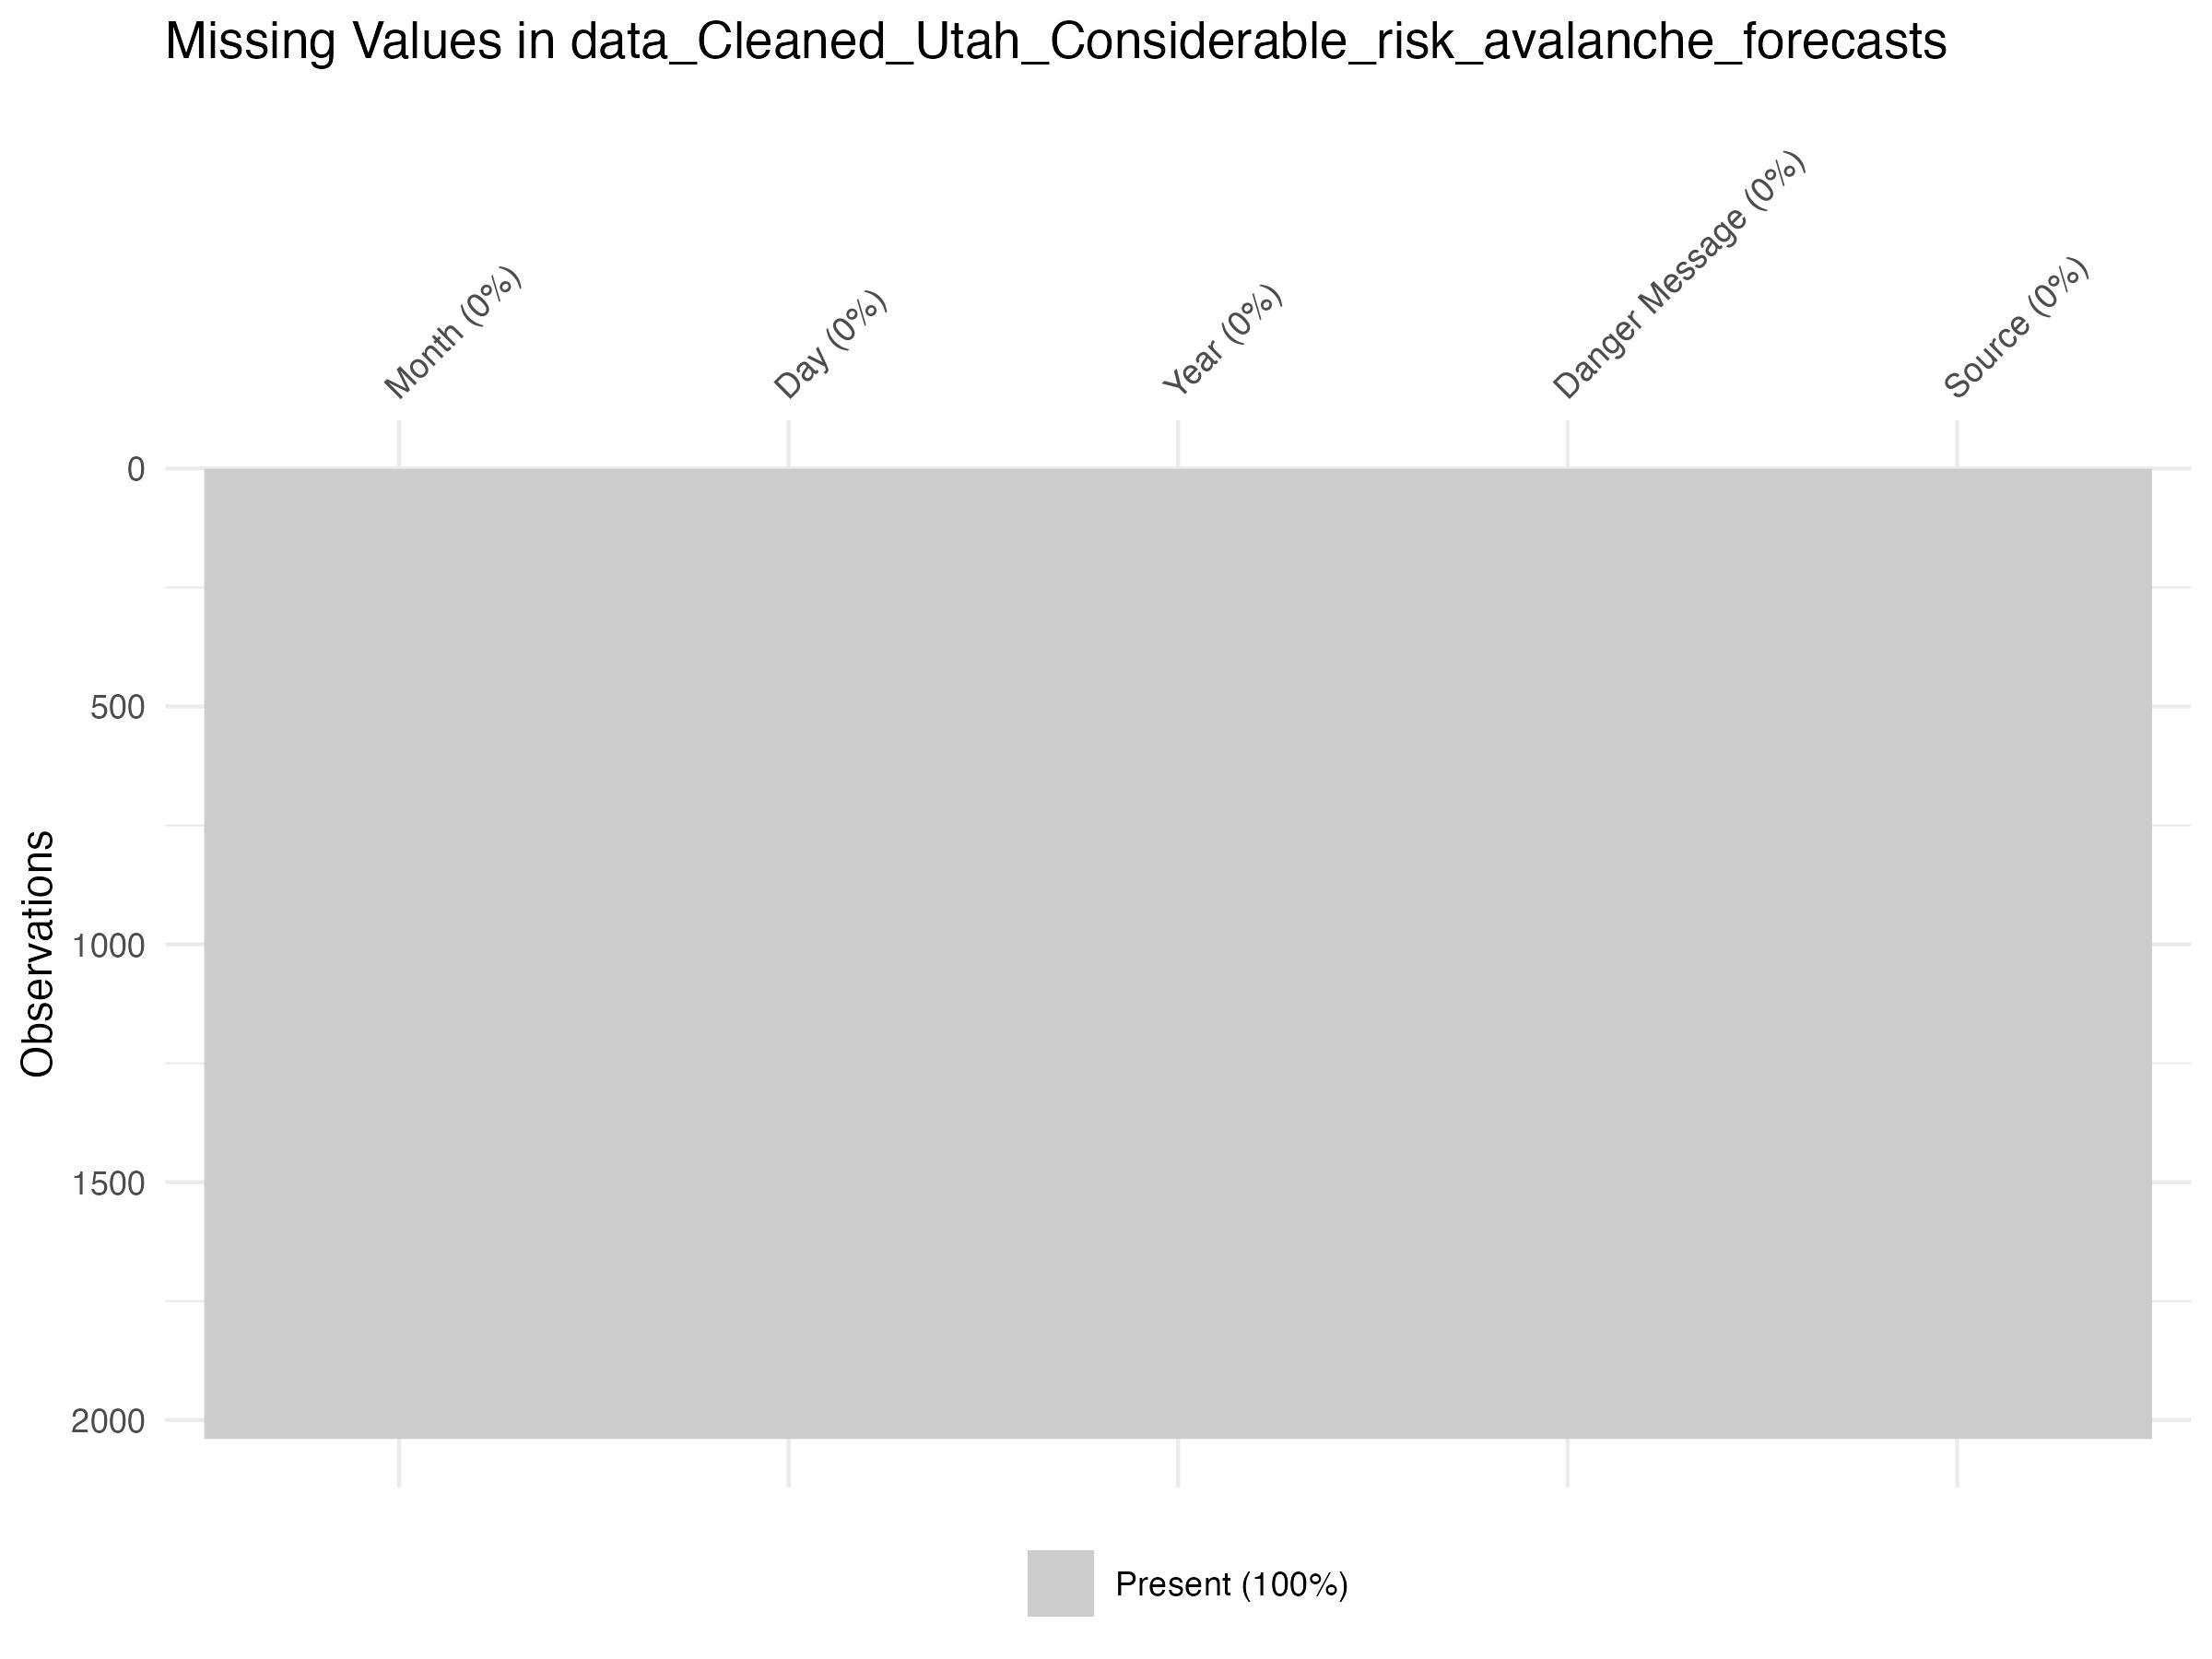 Missing Values in data_Cleaned_Utah_Considerable_risk_avalanche_forecasts
Month (0%)
Day (0%)
Year (0%)
Danger Message (0%)
Source (0%)
Observations
0
500
1000
1500
2000
Present (100%)